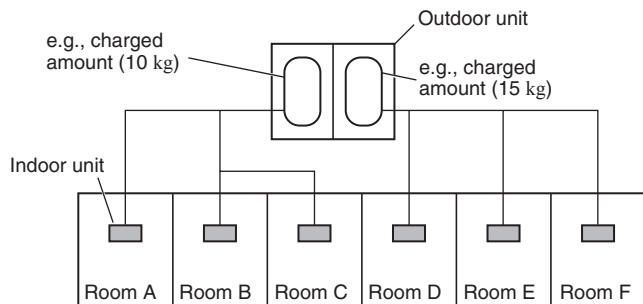 Outdoor unit
e.g., charged
amount (10 kg)
e.g., charged
amount (15 kg)
Indoor unit
Room A
Room B
Room C
Room D
Room E
Room F